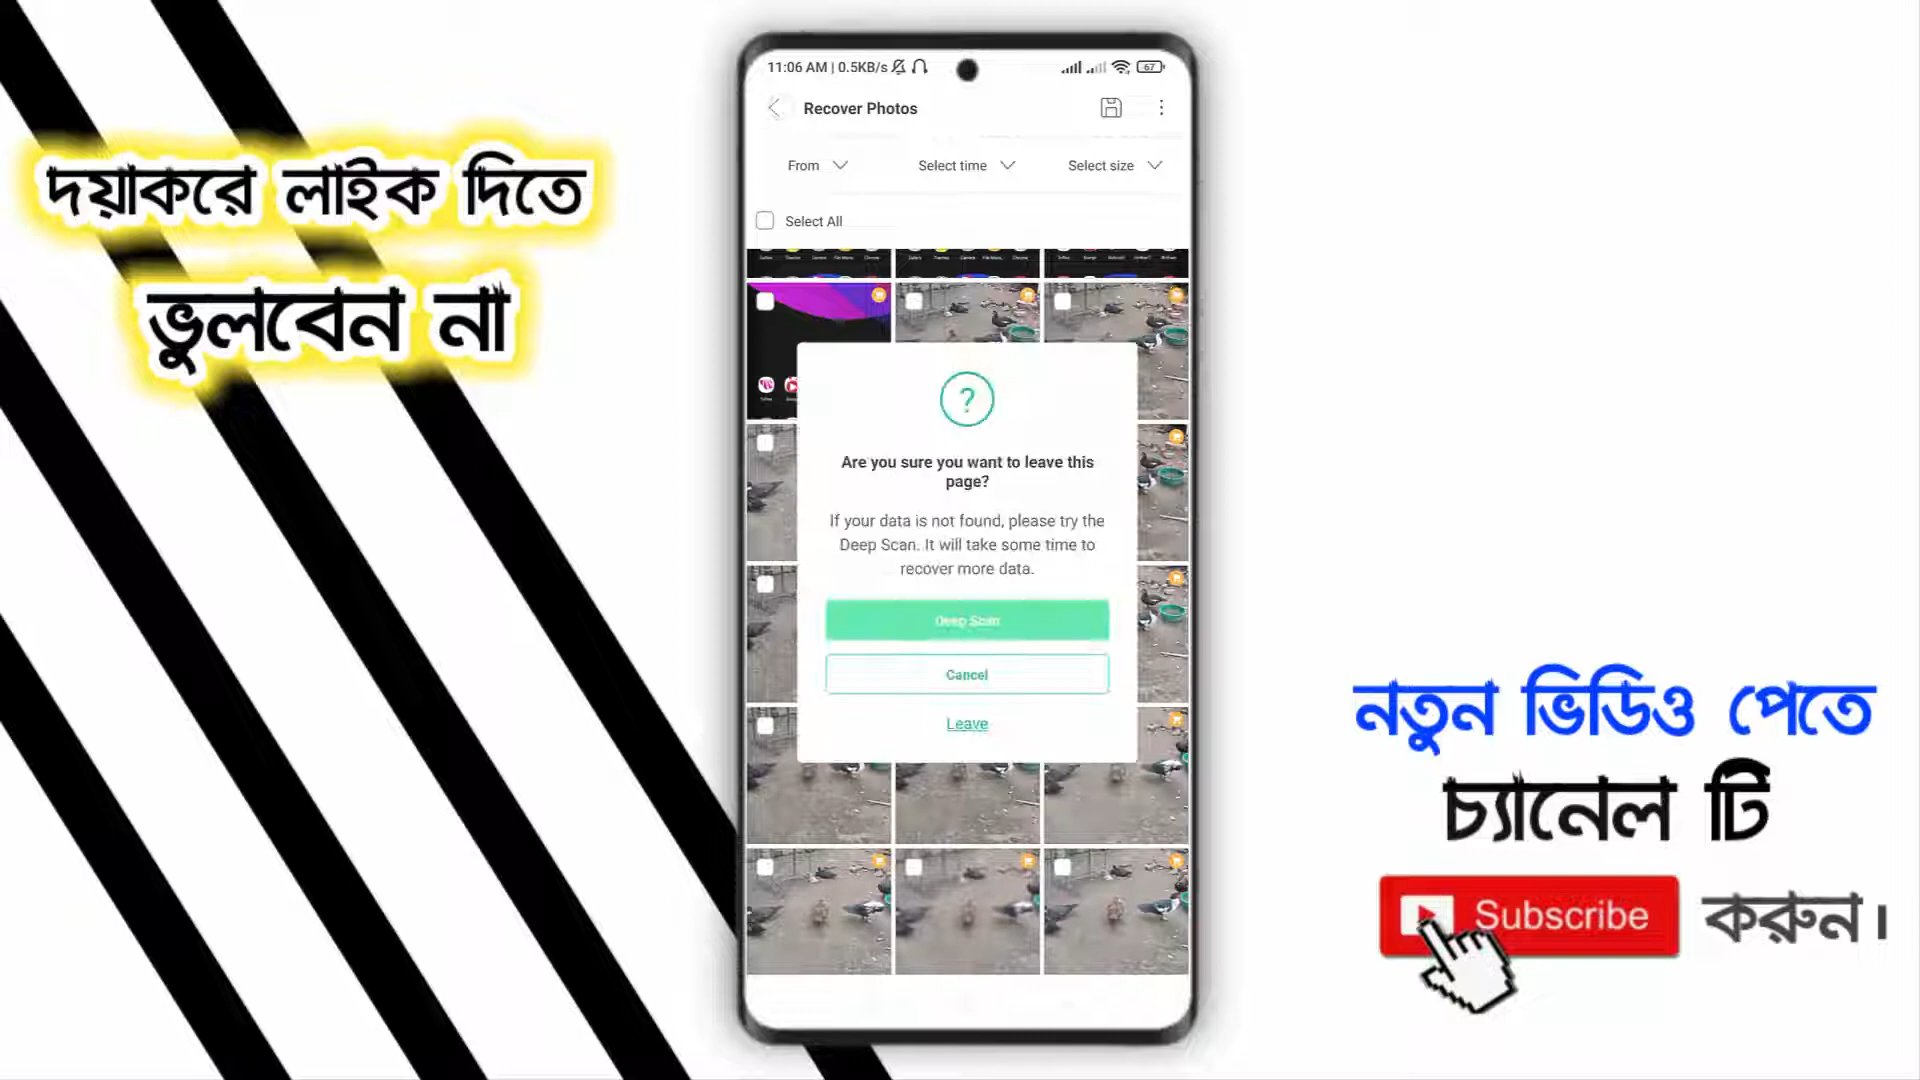 দয়াকরে লাইক দিতে
ভুলবেন না
11:06 AM | 0.5KB/s
67
Recover Photos
From
Select time
Select size
Select All
?
Are you sure you want to leave this
page?
If your data is not found, please try the
Deep Scan. It will take some time to
recover more data.
Deep Scan
Cancel
Leave
নতুন ভিডিও পেতে
চ্যানেল টি
Subscribe করুন।